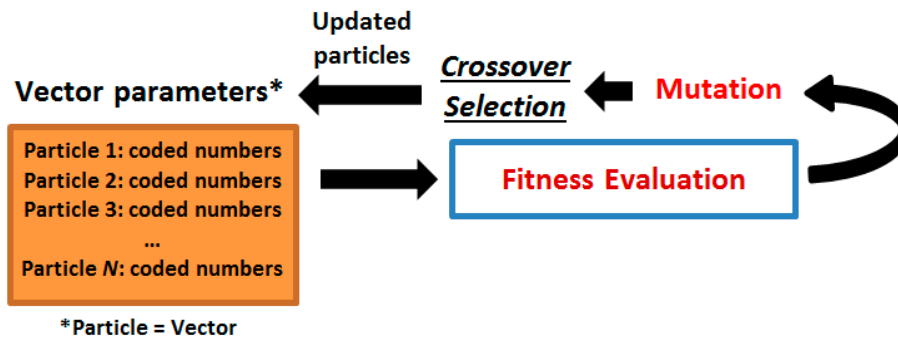 Updated
particles
Vector parameters*
Crossover
Selection
Mutation
Particle 1: coded numbers
Particle 2: coded numbers
Particle 3: coded numbers
...
Particle N: coded numbers
Fitness Evaluation
*Particle = Vector